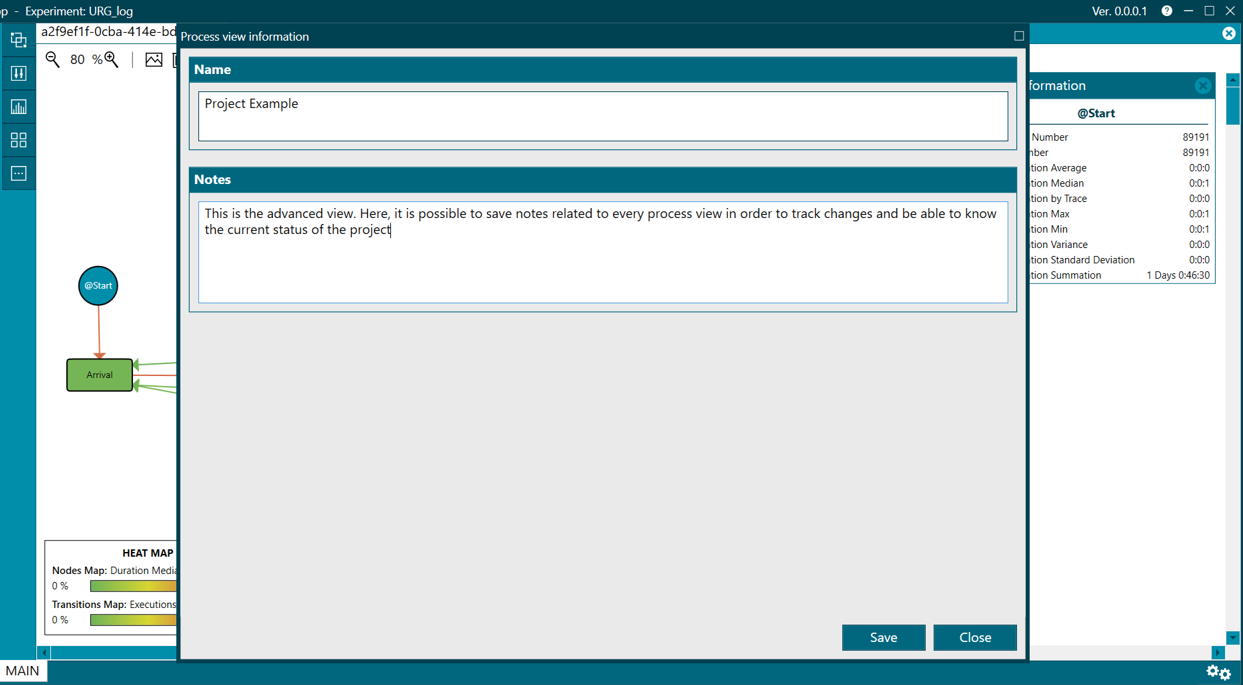 p - Experiment: URG_log
Ver. 0.0.0.1
?
a2f9ef1f-0cba-414e-bd
80 %
Process view information
Name
Project Example
Notes
This is the advanced view. Here, it is possible to save notes related to every process view in order to track changes and be able to know
the current status of the project
Save
Close
@Start
Arrival
HEAT MAP
Nodes Map: Duration Media
0 %
Transitions Map: Executions
0 %
formation
@Start
Number 89191
nber 89191
tion Average 0:0:0
tion Median 0:0:1
tion by Trace 0:0:0
tion Max 0:0:1
tion Min 0:0:1
tion Variance 0:0:0
tion Standard Deviation 0:0:0
tion Summation 1 Days 0:46:30
MAIN